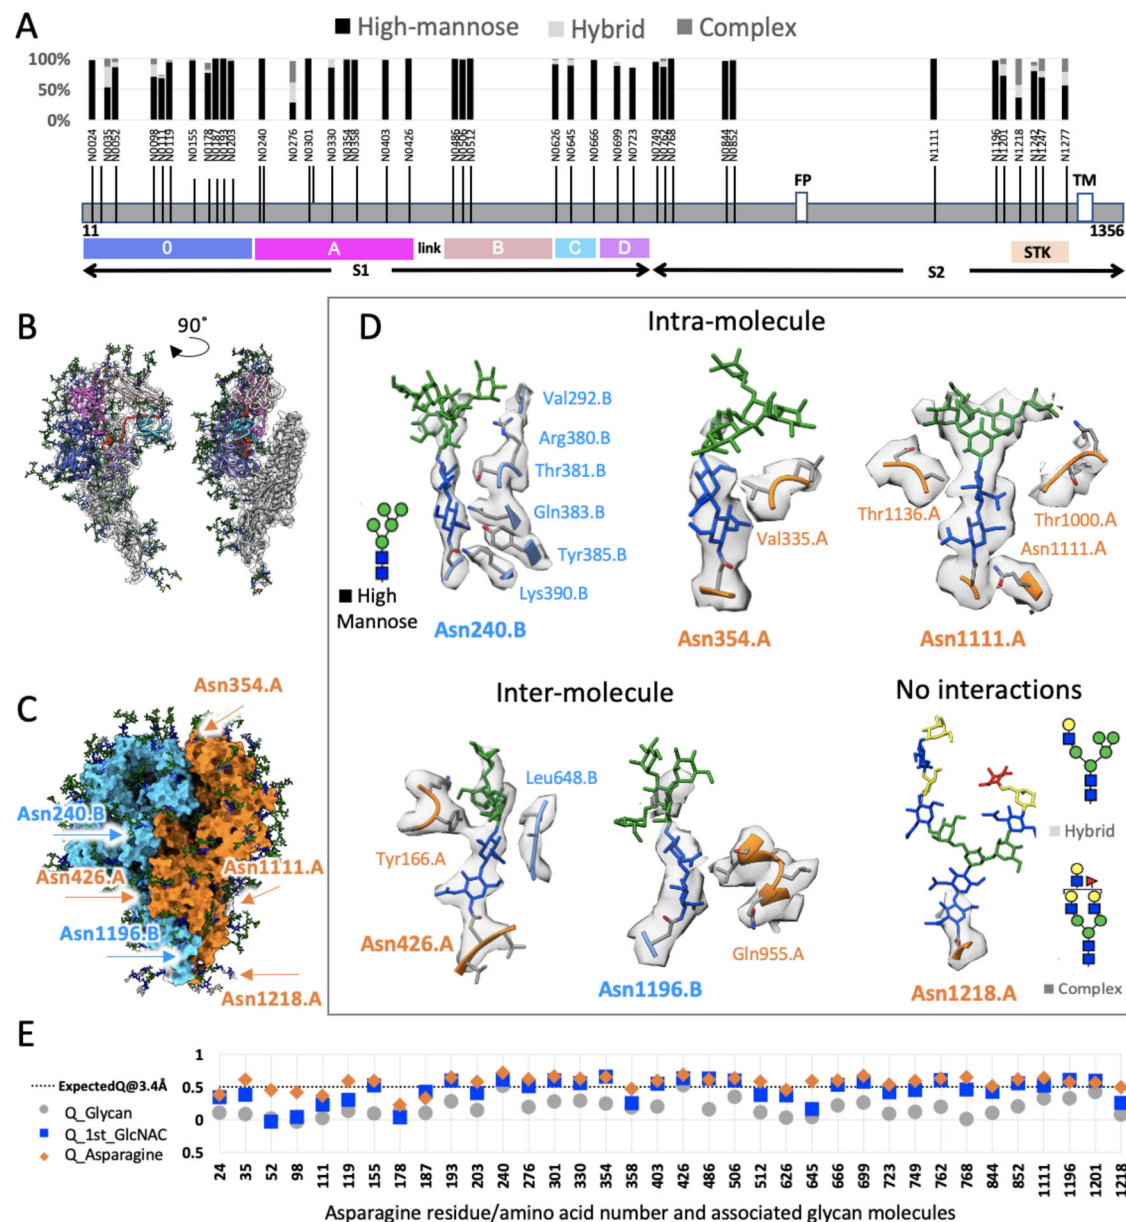 A
High-mannose Hybrid Complex
100%
50%
0%
N0024 N0035 N0052 N0098 N0111 N0119 N0155 N0178 N0187 N0193 N0203 N0240 N0276 N0301 N0330 N0354 N0358 N0403 N0426 N0486 N0506 N0512 N0626 N0645 N0666 N0699 N0723 N0749 N0762 N0768 N0844 N0852 N1111 N1196 N1201 N1218 N1242 N1247 N1277
FP TM
11 1356
0 A link B C D
STK
S1 S2
B
90°
D
Intra-molecule
Val292.B
Arg380.B
Thr381.B
Gln383.B
Tyr385.B
Lys390.B
High
Mannose
Asn240.B
Val335.A
Asn354.A
Thr1136.A
Thr1000.A
Asn1111.A
Asn1111.A
C
Asn354.A
Asn240.B
Asn426.A
Asn1111.A
Asn1196.B
Asn1218.A
Inter-molecule
No interactions
Leu648.B
Tyr166.A
Asn426.A
Gln955.A
Asn1196.B
Hybrid
Complex
Asn1218.A
E
ExpectedQ@3.4Å
Q_Glycan
Q_1st_GlcNAC
Q_Asparagine
1
0.5
0
0.5
24 35 52 98 111 119 155 178 187 193 203 240 276 301 330 354 358 403 426 486 506 512 626 645 666 699 723 749 762 768 844 852 1111 1196 1201 1218
Asparagine residue/amino acid number and associated glycan molecules